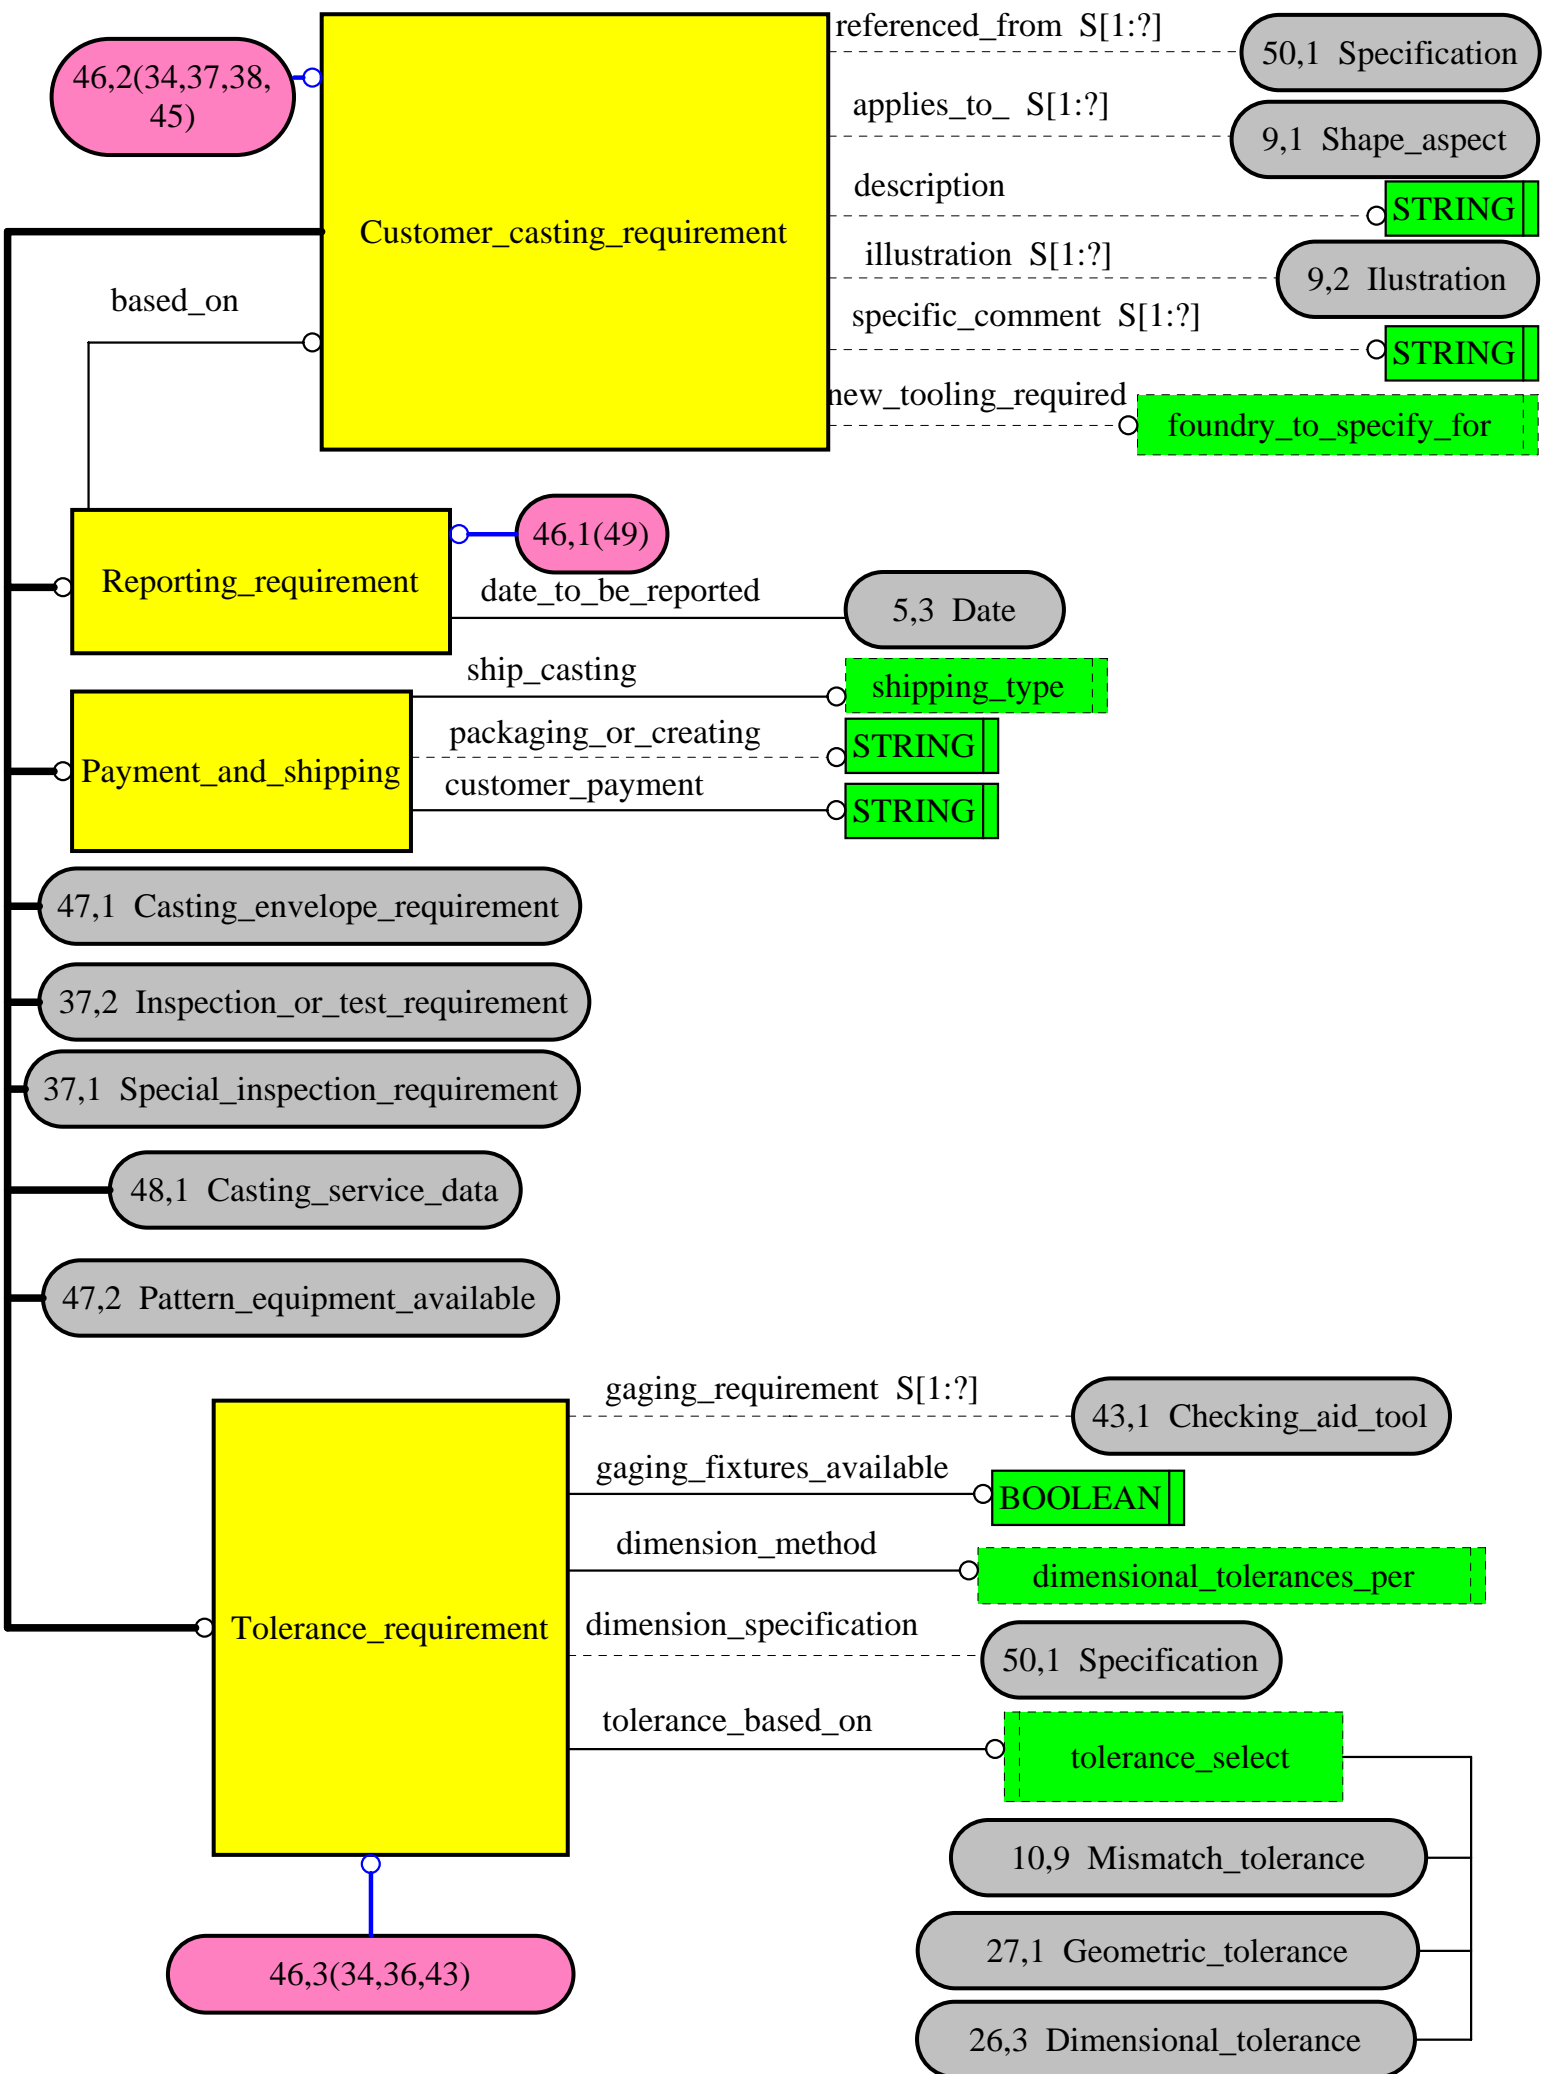 referenced_from S[1:?]
50,1 Specification
46,2(34,37,38,
45)
applies_to_ S[1:?]
9,1 Shape_aspect
description
STRING
Customer_casting_requirement
illustration S[1:?]
9,2 Ilustration
based_on
specific_comment S[1:?]
STRING
new_tooling_required
foundry_to_specify_for
46,1(49)
Reporting_requirement
date_to_be_reported
5,3 Date
ship_casting
shipping_type
packaging_or_creating
STRING
Payment_and_shipping
customer_payment
STRING
47,1 Casting_envelope_requirement
37,2 Inspection_or_test_requirement
37,1 Special_inspection_requirement
48,1 Casting_service_data
47,2 Pattern_equipment_available
gaging_requirement S[1:?]
43,1 Checking_aid_tool
gaging_fixtures_available
BOOLEAN
dimension_method
dimensional_tolerances_per
Tolerance_requirement
dimension_specification
50,1 Specification
tolerance_based_on
tolerance_select
10,9 Mismatch_tolerance
27,1 Geometric_tolerance
46,3(34,36,43)
26,3 Dimensional_tolerance